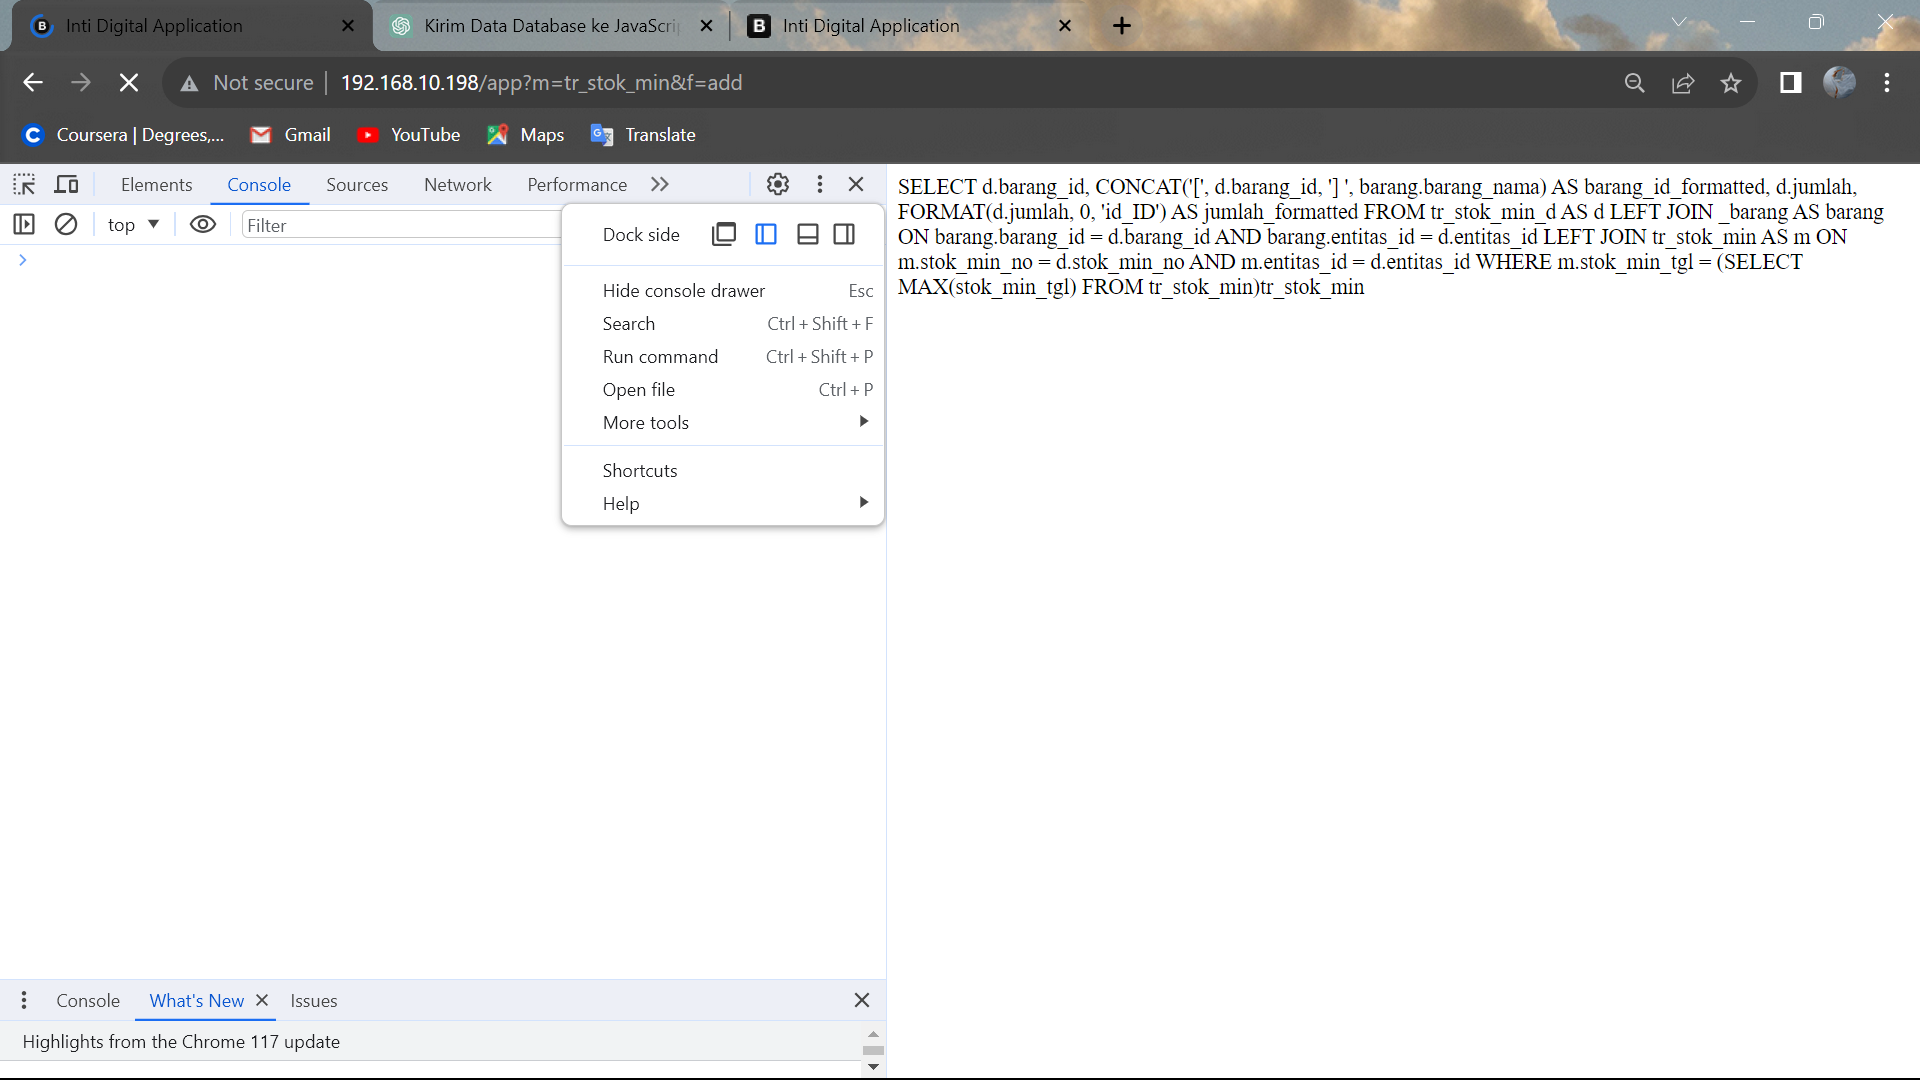 Inti Digital Application
Kirim Data Database ke JavaScri
Inti Digital Application
Not secure 192.168.10.198/app?m=tr_stok_min&f=add
Coursera | Degrees,... Gmail YouTube Maps Translate
Elements Console Sources Network Performance
top Filter
Dock side
Hide console drawer Esc
Search Ctrl + Shift + F
Run command Ctrl + Shift + P
Open file Ctrl + P
More tools
Shortcuts
Help
SELECT d.barang_id, CONCAT('[', d.barang_id, '] ', barang.barang_nama) AS barang_id_formatted, d.jumlah,
FORMAT(d.jumlah, 0, 'id_ID') AS jumlah_formatted FROM tr_stok_min_d AS d LEFT JOIN _barang AS barang
ON barang.barang_id = d.barang_id AND barang.entitas_id = d.entitas_id LEFT JOIN tr_stok_min AS m ON
m.stok_min_no = d.stok_min_no AND m.entitas_id = d.entitas_id WHERE m.stok_min_tgl = (SELECT
MAX(stok_min_tgl) FROM tr_stok_min)tr_stok_min
Console What's New Issues
Highlights from the Chrome 117 update